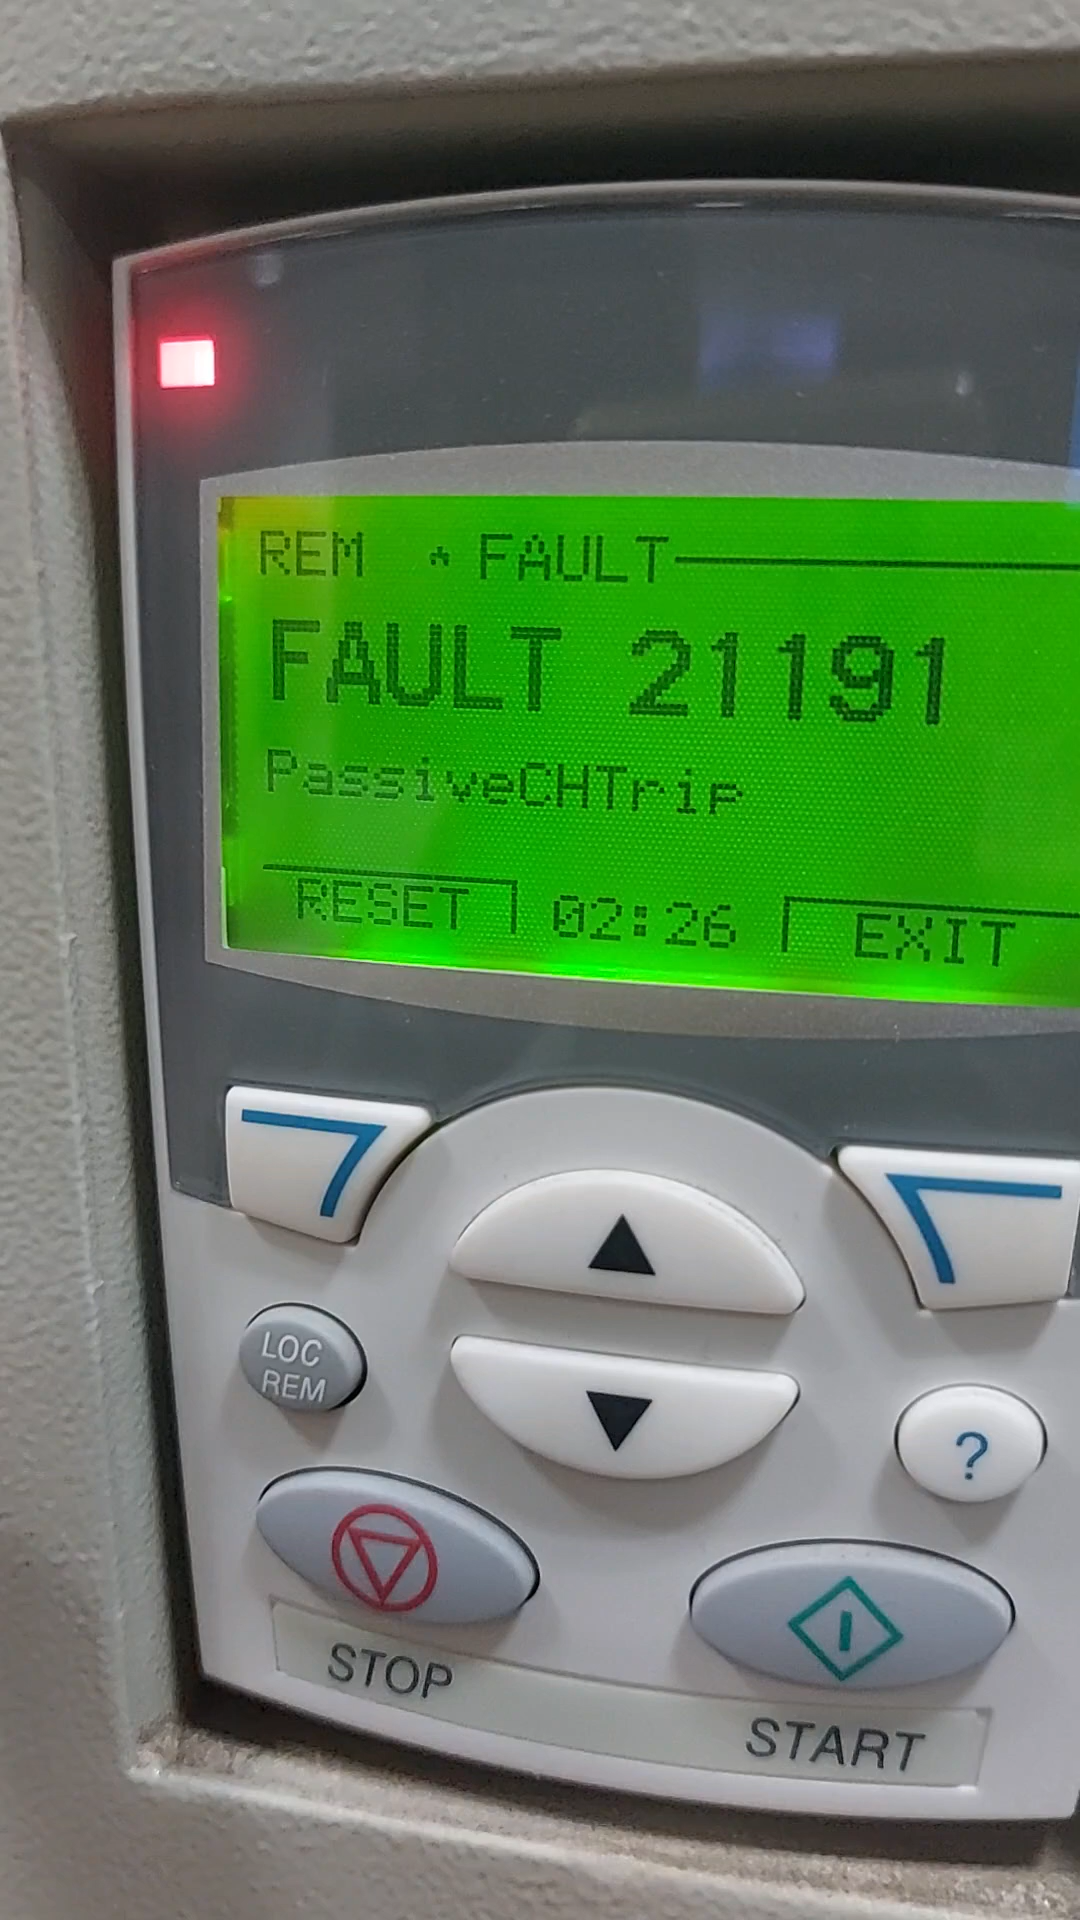 REM * FAULT
FAULT 21191
PassiveCHTrip
RESET 02:26 EXIT
LOC
REM
?
STOP
START